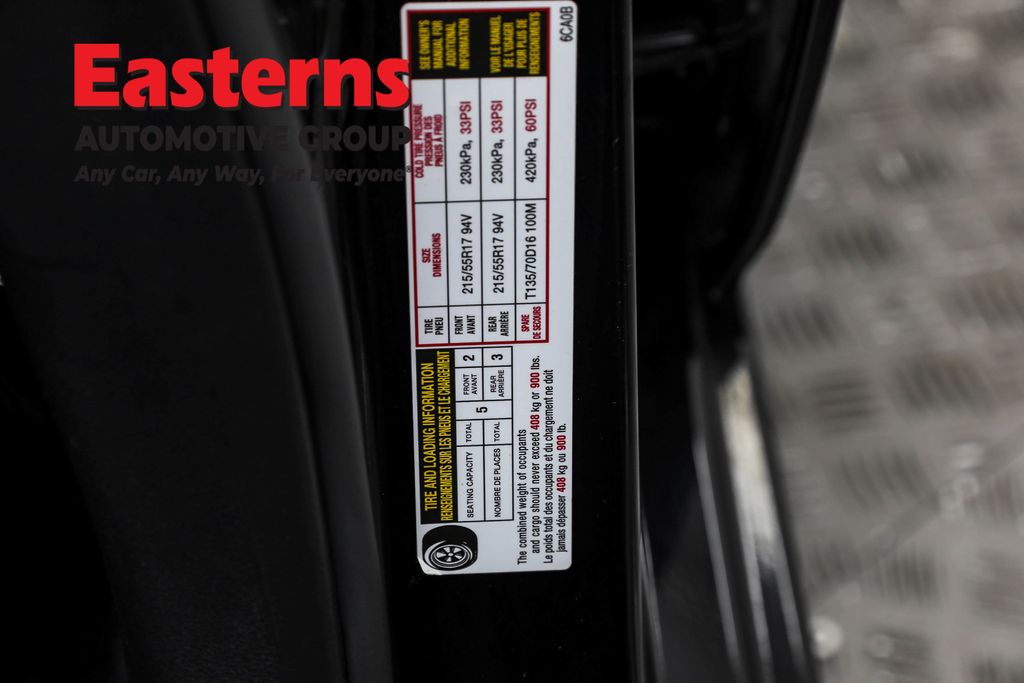 Easterns
AUTOMOTIVE GROUP
Any Car, Any Way, For Everyone
TIRE AND LOADING INFORMATION
RENSEIGNEMENTS SUR LES PNEUS ET LE CHARGEMENT
SEATING CAPACITY TOTAL 5 FRONT AVANT 2
NOMBRE DE PLACES TOTAL REAR ARRIÈRE 3
The combined weight of occupants
and cargo should never exceed 408 kg or 900 lbs.
Le poids total des occupants et du chargement ne doit
jamais dépasser 408 kg ou 900 lb.
TIRE
PNEU
SIZE
DIMENSIONS
COLD TIRE PRESSURE
PRESSION DES
PNEUS À FROID
FRONT
AVANT
215/55R17 94V
230kPa, 33PSI
REAR
ARRIÈRE
215/55R17 94V
230kPa, 33PSI
SPARE
DE SECOURS
T135/70D16 100M
420kPa, 60PSI
SEE OWNER'S
MANUAL FOR
ADDITIONAL
INFORMATION
VOIR LE MANUEL
DE L'USAGER
POUR PLUS DE
RENSEIGNEMENTS
6CA0B